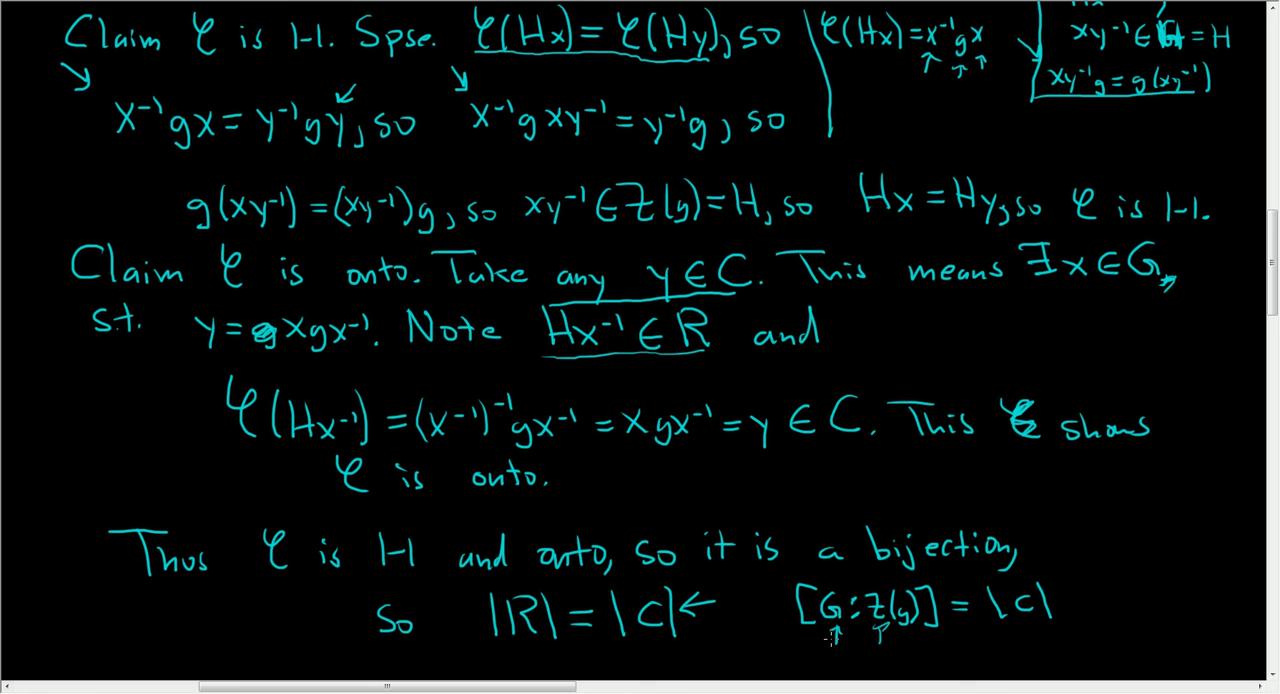 Claim φ is 1-1. Spse. φ(Hx) = φ(Hy), so
φ(Hx) = x⁻¹gx
xy⁻¹ ∈ H = H
xy⁻¹g = g(xy⁻¹)
x⁻¹gx = y⁻¹gy, so x⁻¹gxy⁻¹ = y⁻¹g, so
g(xy⁻¹) = (xy⁻¹)g, so xy⁻¹ ∈ Z(g) = H, so Hx = Hy, so φ is 1-1.
Claim φ is onto. Take any y ∈ C. This means ∃x ∈ G,
s.t. y = xgx⁻¹. Note Hx⁻¹ ∈ R and
φ(Hx⁻¹) = (x⁻¹)⁻¹gx⁻¹ = xgx⁻¹ = y ∈ C. This shows
φ is onto.
Thus φ is 1-1 and onto, so it is a bijection,
so |R| = |C| ← [G:Z(g)] = |C|